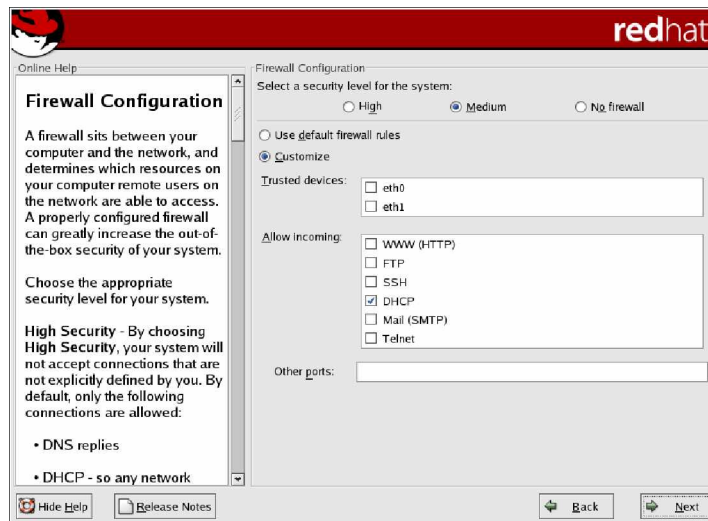 redhat
Online Help
Firewall Configuration
A firewall sits between your
computer and the network, and
determines which resources on
your computer remote users on
the network are able to access.
A properly configured firewall
can greatly increase the out-of-
the-box security of your system.
Choose the appropriate
security level for your system.
High Security - By choosing
High Security, your system will
not accept connections that are
not explicitly defined by you. By
default, only the following
connections are allowed:
• DNS replies
• DHCP - so any network
Firewall Configuration
Select a security level for the system:
High
Medium
No firewall
Use default firewall rules
Customize
Trusted devices:
eth0
eth1
Allow incoming:
WWW (HTTP)
FTP
SSH
DHCP
Mail (SMTP)
Telnet
Other ports:
Hide Help
Release Notes
Back
Next